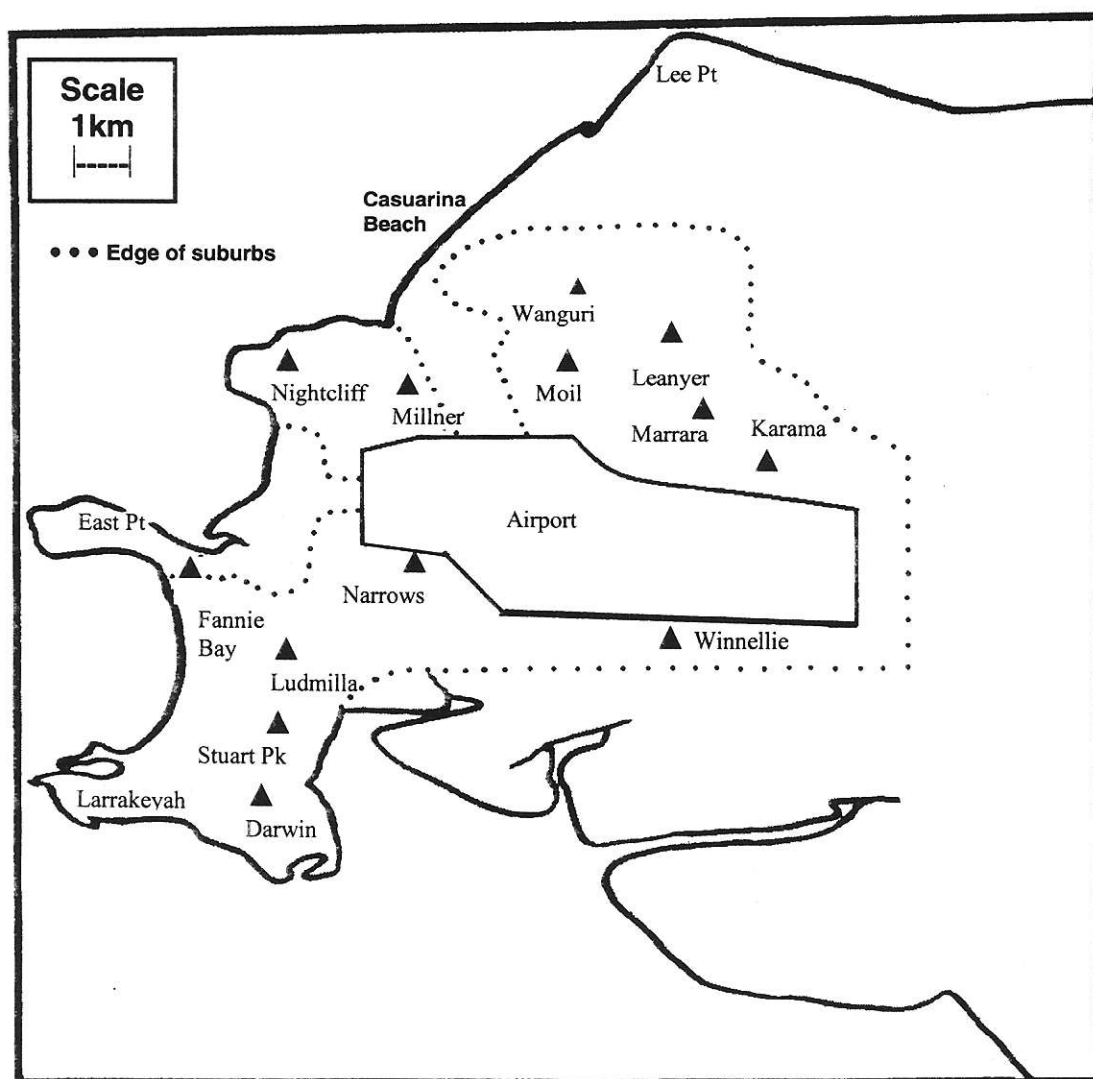 Scale
1km
Lee Pt
Casuarina
Beach
• • • Edge of suburbs
Wanguri
Nightcliff
Millner
Moil
Leanyer
Marrara
Karama
East Pt
Airport
Narrows
Fannie
Bay
Winnellie
Ludmilla
Stuart Pk
Larrakeyah
Darwin